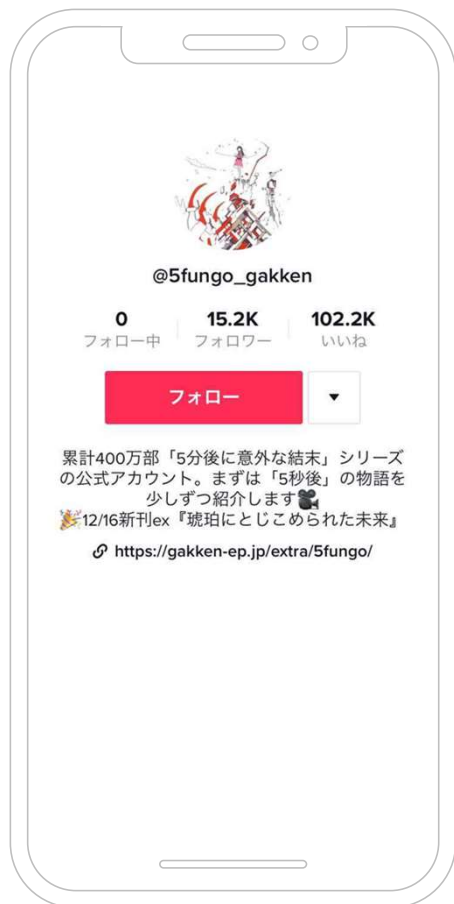 @5fungo_gakken
0 15.2K 102.2K
フォロー中 フォロワー いいね
フォロー
累計400万部「5分後に意外な結末」シリーズ
の公式アカウント。まずは「5秒後」の物語を
少しずつ紹介します🎥
🎉12/16新刊ex『琥珀にとじこめられた未来』
https://gakken-ep.jp/extra/5fungo/